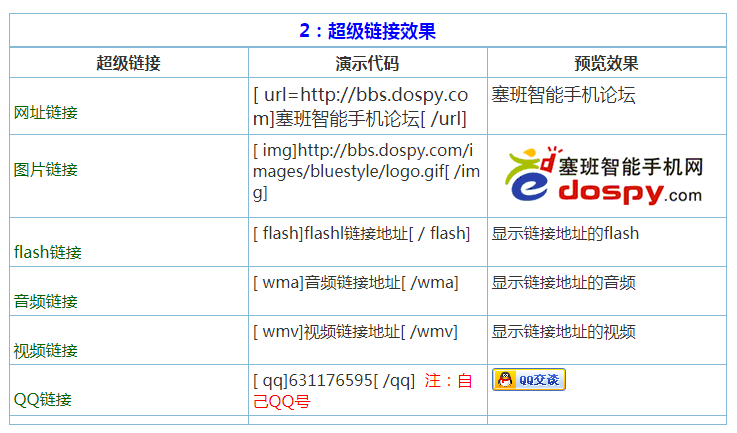 2：超级链接效果
超级链接 演示代码 预览效果
网址链接
[ url=http://bbs.dospy.co
m]塞班智能手机论坛[ /url]
塞班智能手机论坛
图片链接
[ img]http://bbs.dospy.com/i
mages/bluestyle/logo.gif[ /im
g]
塞班智能手机网
dospy.com
flash链接
[ flash]flashl链接地址[ / flash]
显示链接地址的flash
音频链接
[ wma]音频链接地址[ /wma]
显示链接地址的音频
视频链接
[ wmv]视频链接地址[ /wmv]
显示链接地址的视频
QQ链接
[ qq]631176595[ /qq] 注：自
己QQ号
QQ交谈